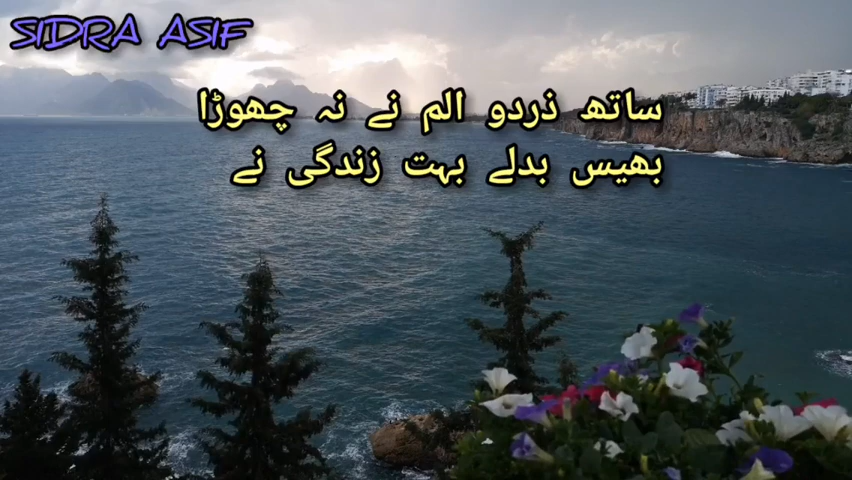 SIDRA ASIF
ساتھ ذردو الم نے نہ چھوڑا
بھیس بدلے بہت زندگی نے